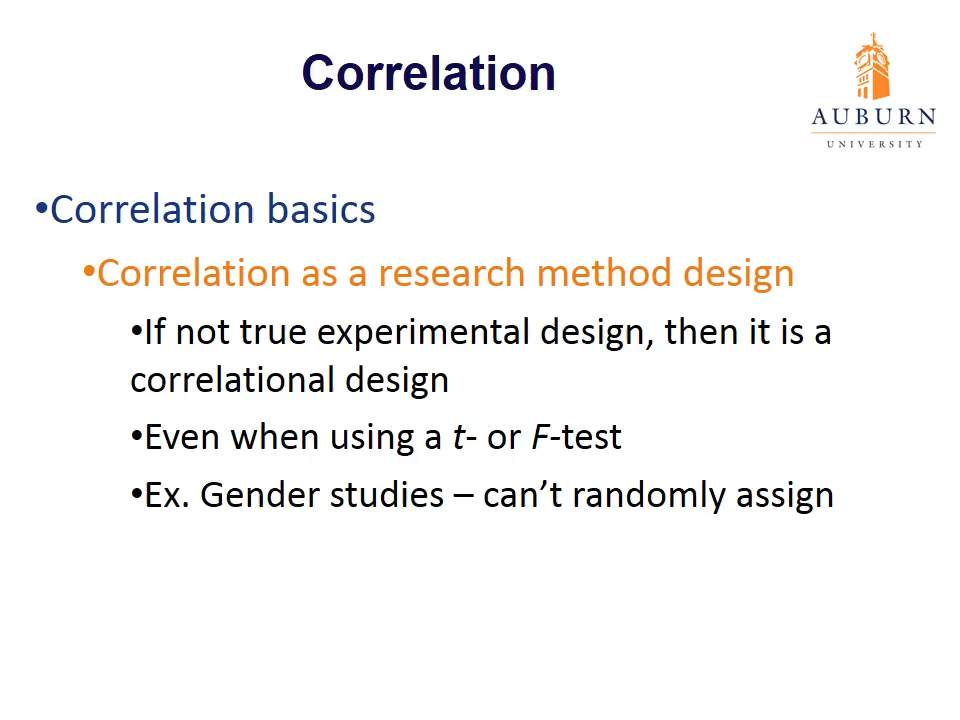 Correlation
AUBURN
UNIVERSITY
•Correlation basics
•Correlation as a research method design
•If not true experimental design, then it is a
correlational design
•Even when using a t- or F-test
•Ex. Gender studies – can’t randomly assign